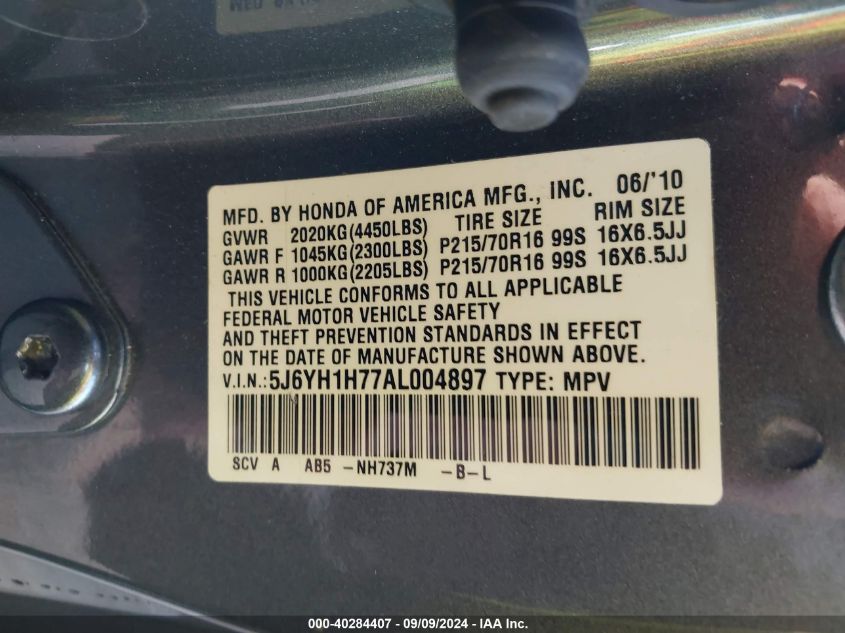 MFD. BY HONDA OF AMERICA MFG., INC. 06/'10
GVWR 2020KG(4450LBS) TIRE SIZE RIM SIZE
GAWR F 1045KG(2300LBS) P215/70R16 99S 16X6.5JJ
GAWR R 1000KG(2205LBS) P215/70R16 99S 16X6.5JJ
THIS VEHICLE CONFORMS TO ALL APPLICABLE
FEDERAL MOTOR VEHICLE SAFETY
AND THEFT PREVENTION STANDARDS IN EFFECT
ON THE DATE OF MANUFACTURE SHOWN ABOVE.
V.I.N.:5J6YH1H77AL004897 TYPE: MPV
SCV A AB5 -NH737M -B-L
000-40284407 - 09/09/2024 - IAA Inc.